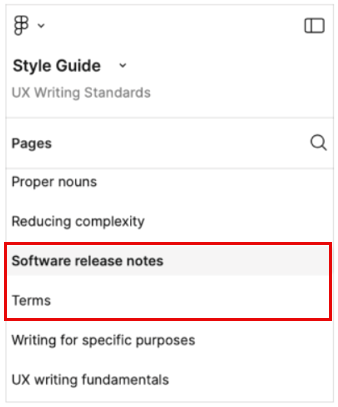 Style Guide
UX Writing Standards
Pages
Proper nouns
Reducing complexity
Software release notes
Terms
Writing for specific purposes
UX writing fundamentals